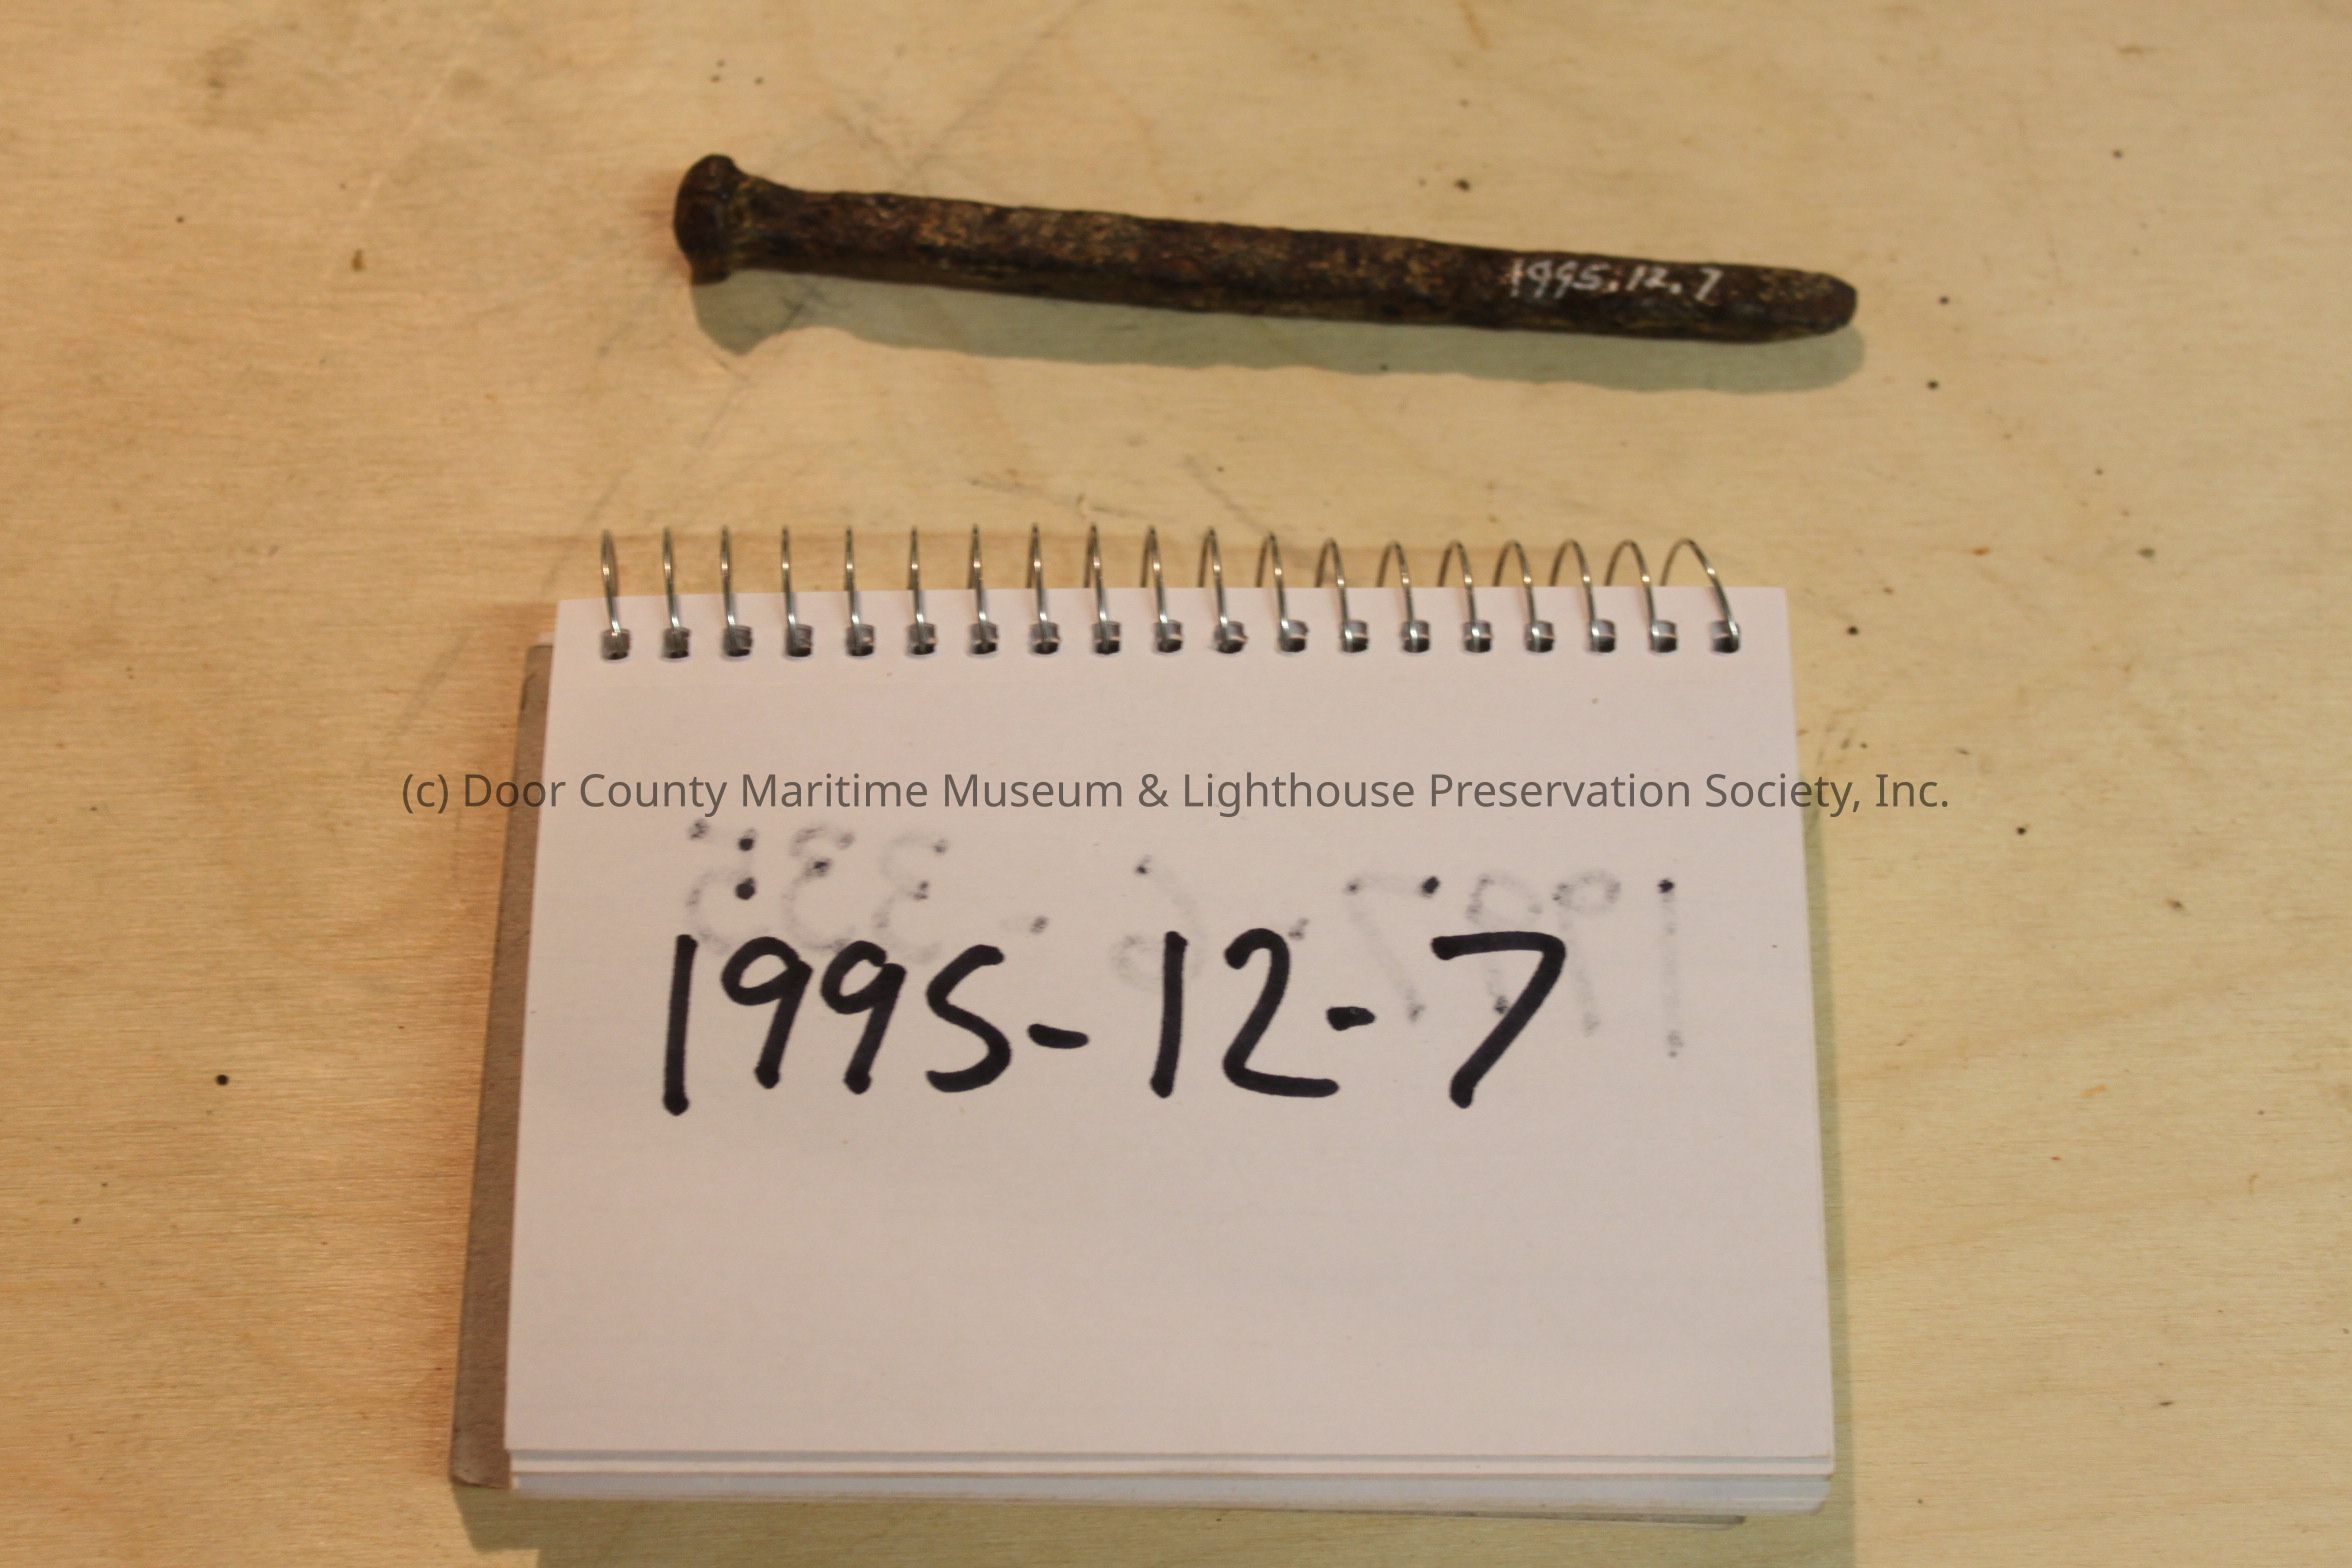 1995.12.7
(c) Door County Maritime Museum & Lighthouse Preservation Society, Inc.
1995-12-7